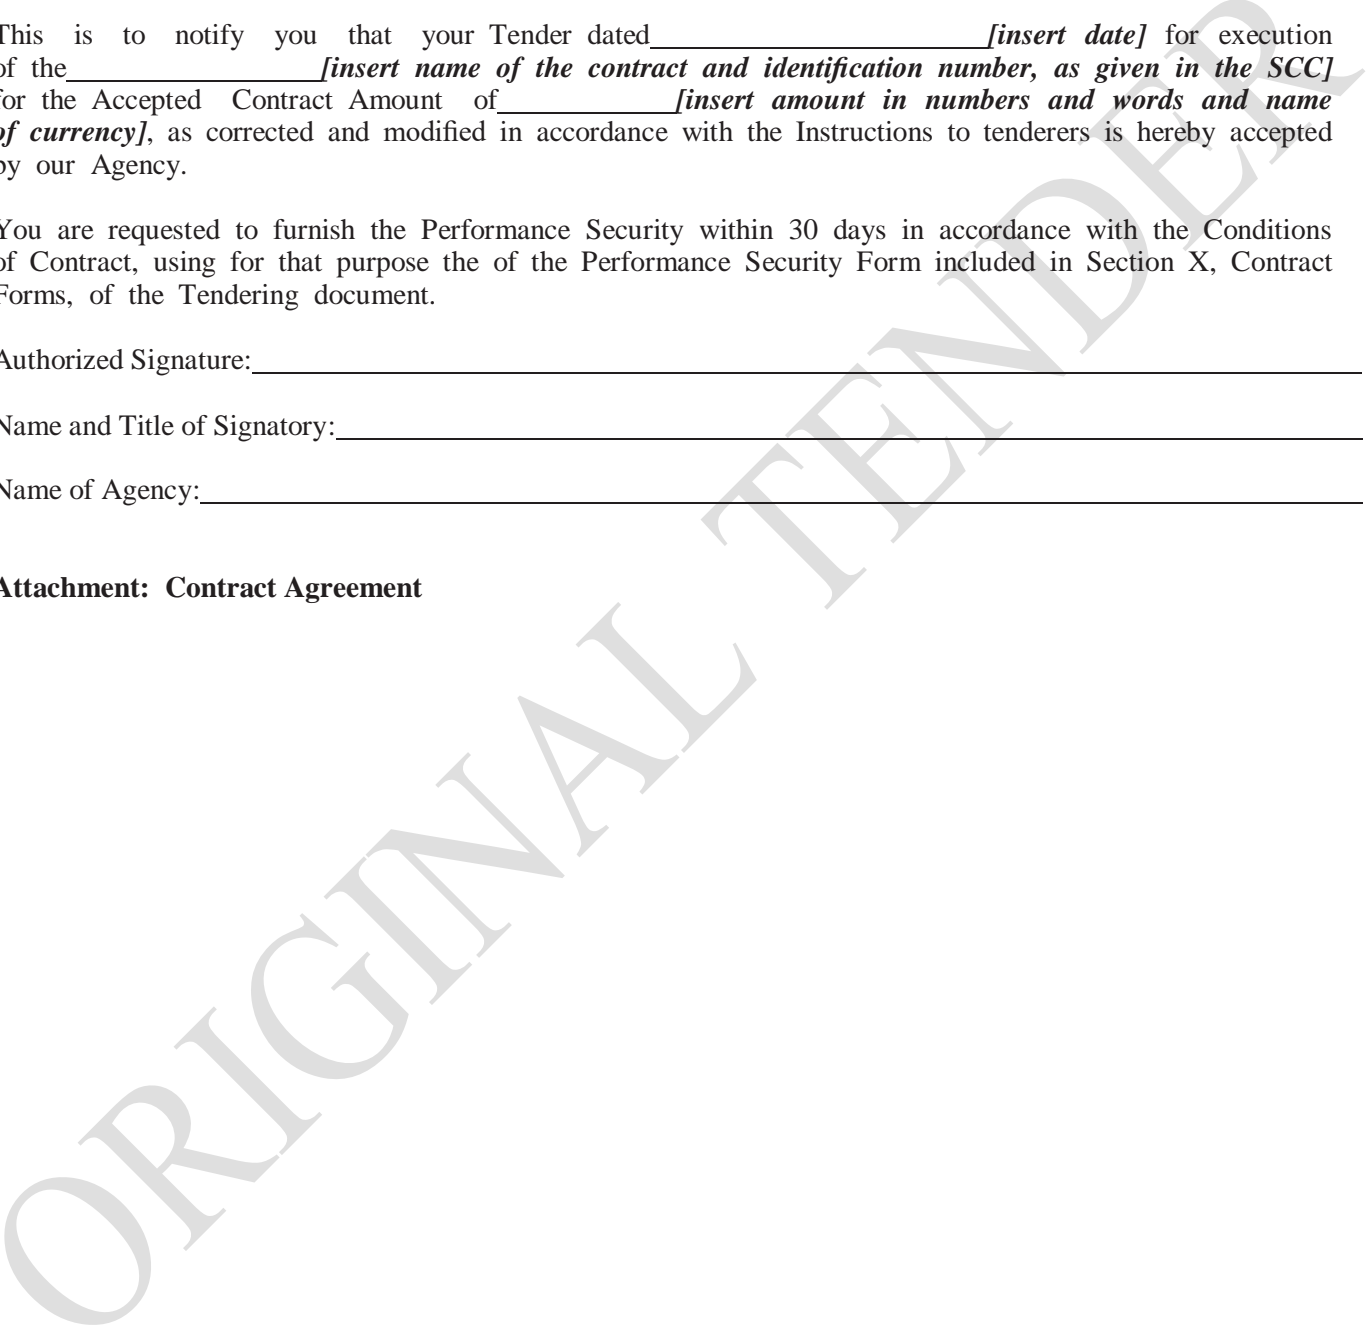 This is to notify you that your Tender dated [insert date] for execution
of the [insert name of the contract and identification number, as given in the SCC]
for the Accepted Contract Amount of [insert amount in numbers and words and name
of currency], as corrected and modified in accordance with the Instructions to tenderers is hereby accepted
by our Agency.
You are requested to furnish the Performance Security within 30 days in accordance with the Conditions
of Contract, using for that purpose the of the Performance Security Form included in Section X, Contract
Forms, of the Tendering document.
Authorized Signature:
Name and Title of Signatory:
Name of Agency:
Attachment: Contract Agreement
ORIGINAL TENDER